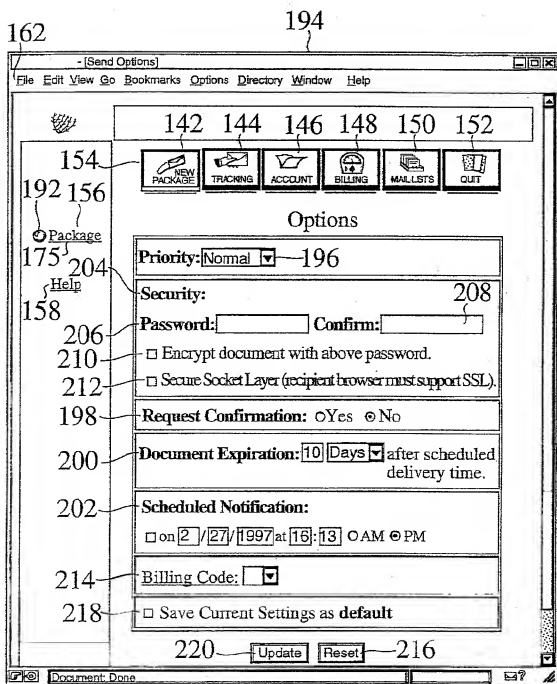 194
162
- [Send Options]
File Edit View Go Bookmarks Options Directory Window Help
142 144 146 148 150 152
154
NEW PACKAGE TRACKING ACCOUNT BILLING MAIL LISTS QUIT
192 156
Options
Package
175
Priority: Normal 196
204
Help
Security:
158
208
206 Password: Confirm:
210 Encrypt document with above password.
212 Secure Socket Layer (recipient browser must support SSL).
198 Request Confirmation: Yes No
200 Document Expiration: 10 Days after scheduled
delivery time.
202 Scheduled Notification:
on 2 / 27 / 1997 at 16 : 13 AM PM
214 Billing Code:
218 Save Current Settings as default
220 Update Reset 216
Document: Done ?